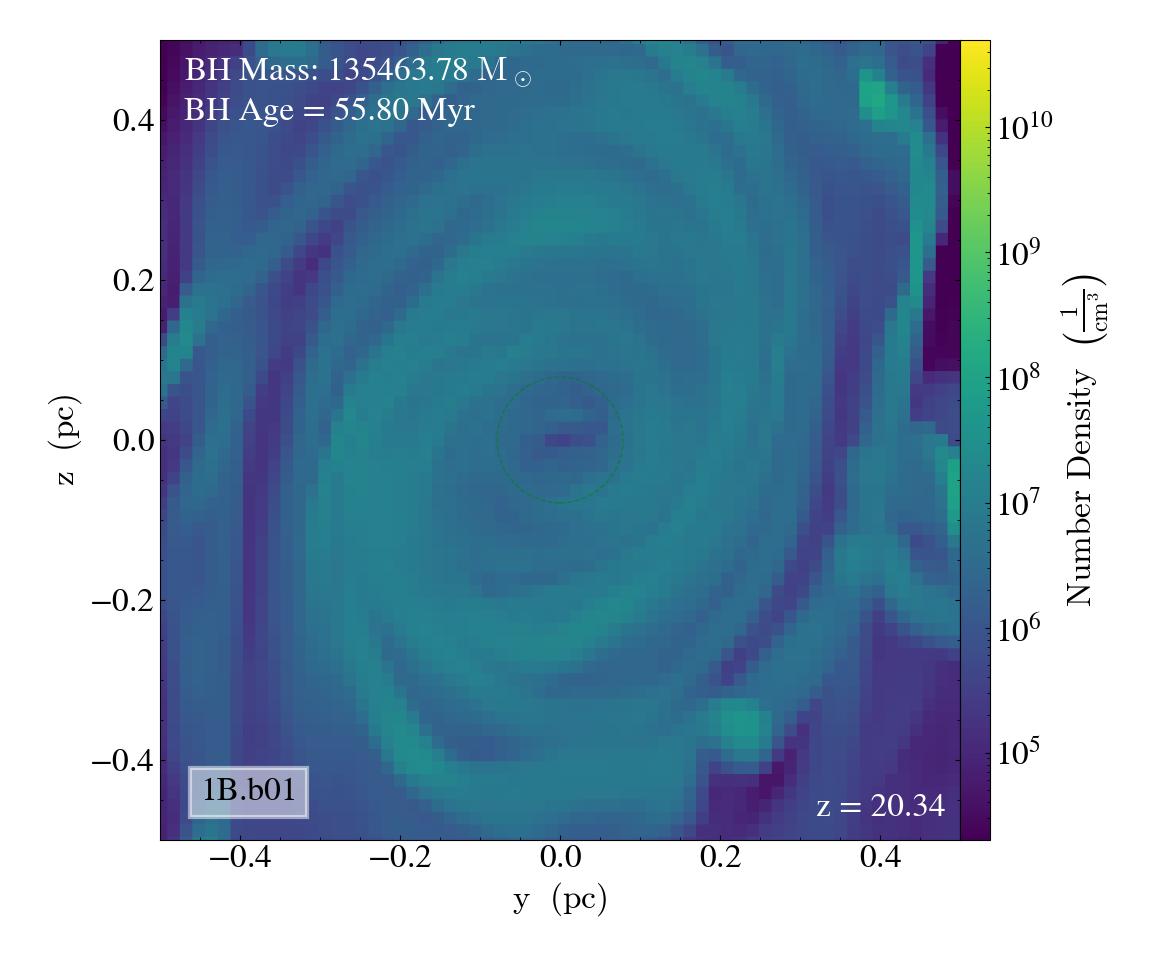 BH Mass: 135463.78 M⊙
BH Age = 55.80 Myr
0.4
0.2
0.0
−0.2
−0.4
z (pc)
1B.b01
z = 20.34
−0.4 −0.2 0.0 0.2 0.4
y (pc)
10¹⁰
10⁹
10⁸
10⁷
10⁶
10⁵
Number Density (1/cm³)